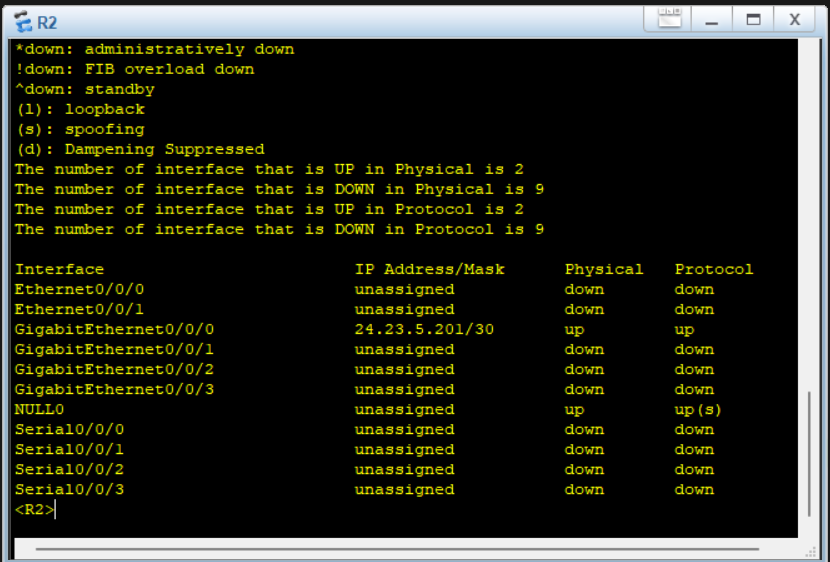 R2
*down: administratively down
!down: FIB overload down
^down: standby
(l): loopback
(s): spoofing
(d): Dampening Suppressed
The number of interface that is UP in Physical is 2
The number of interface that is DOWN in Physical is 9
The number of interface that is UP in Protocol is 2
The number of interface that is DOWN in Protocol is 9
Interface IP Address/Mask Physical Protocol
Ethernet0/0/0 unassigned down down
Ethernet0/0/1 unassigned down down
GigabitEthernet0/0/0 24.23.5.201/30 up up
GigabitEthernet0/0/1 unassigned down down
GigabitEthernet0/0/2 unassigned down down
GigabitEthernet0/0/3 unassigned down down
NULL0 unassigned up up(s)
Serial0/0/0 unassigned down down
Serial0/0/1 unassigned down down
Serial0/0/2 unassigned down down
Serial0/0/3 unassigned down down
<R2>